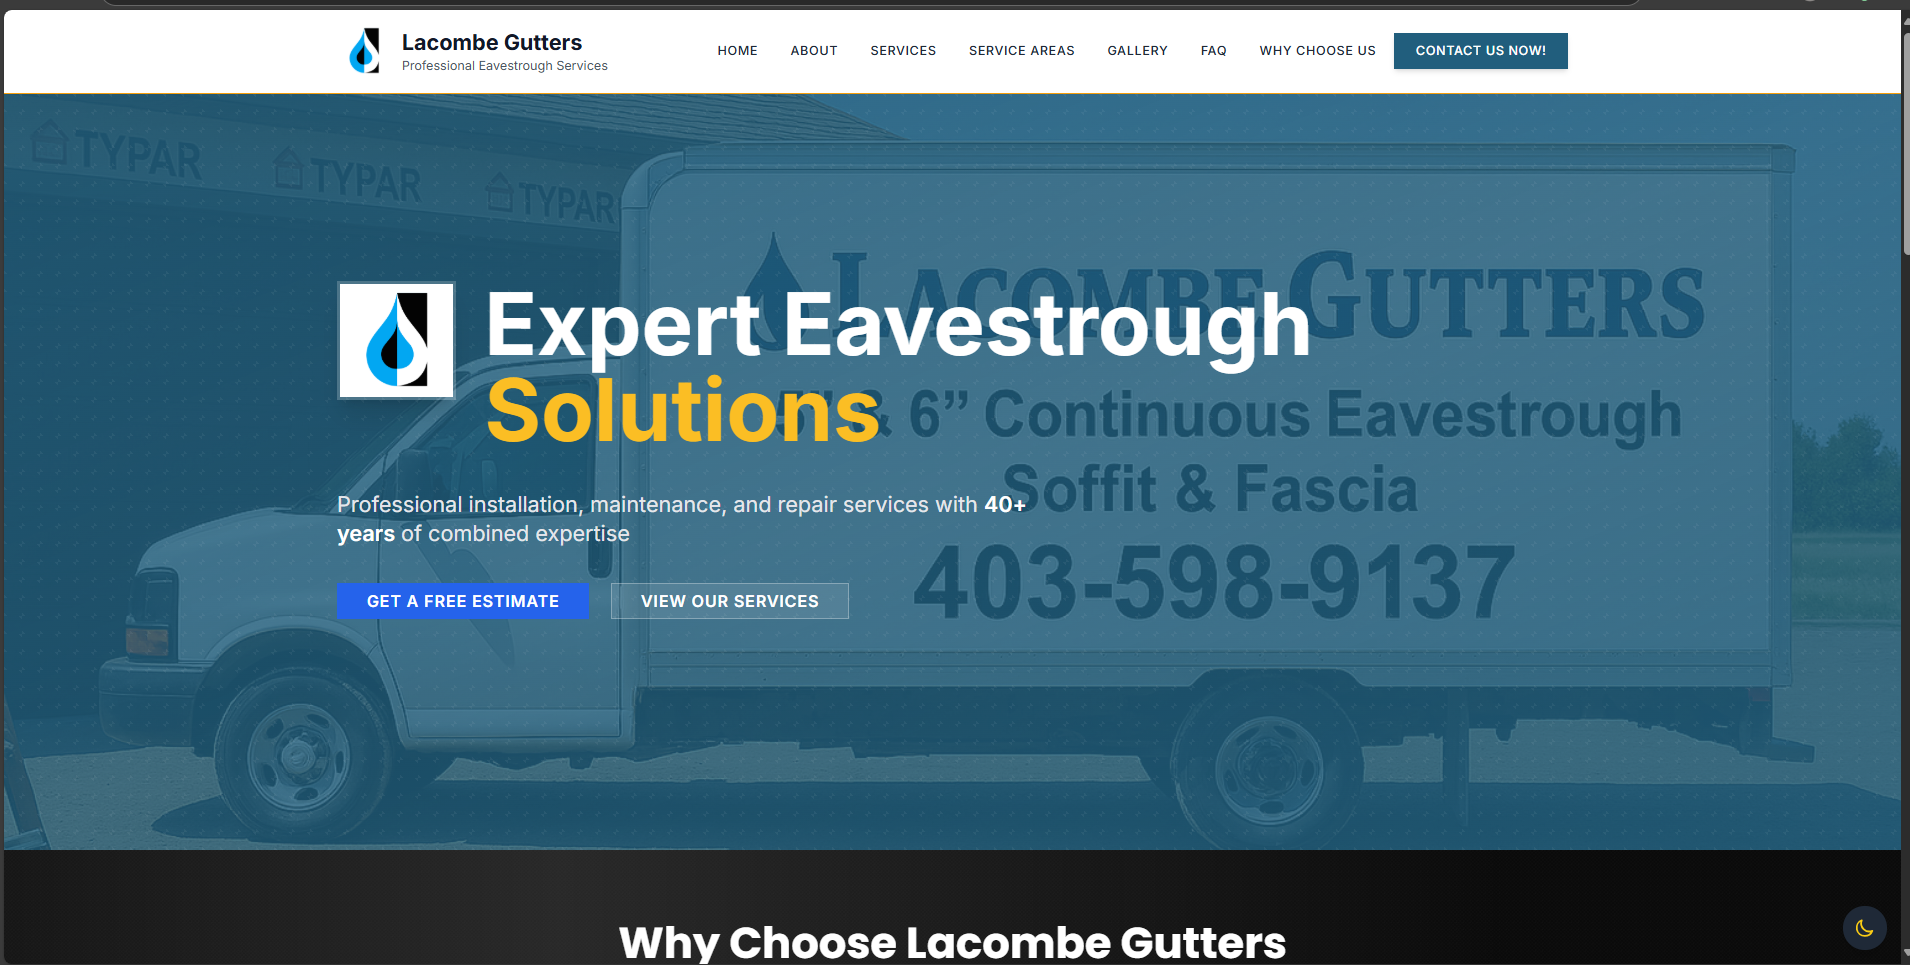 Lacombe Gutters
Professional Eavestrough Services
HOME ABOUT SERVICES SERVICE AREAS GALLERY FAQ WHY CHOOSE US CONTACT US NOW!
TYPAR TYPAR TYPAR
LACOMBE GUTTERS
5” & 6” Continuous Eavestrough
Soffit & Fascia
403-598-9137
Expert Eavestrough
Solutions
Professional installation, maintenance, and repair services with 40+
years of combined expertise
GET A FREE ESTIMATE VIEW OUR SERVICES
Why Choose Lacombe Gutters